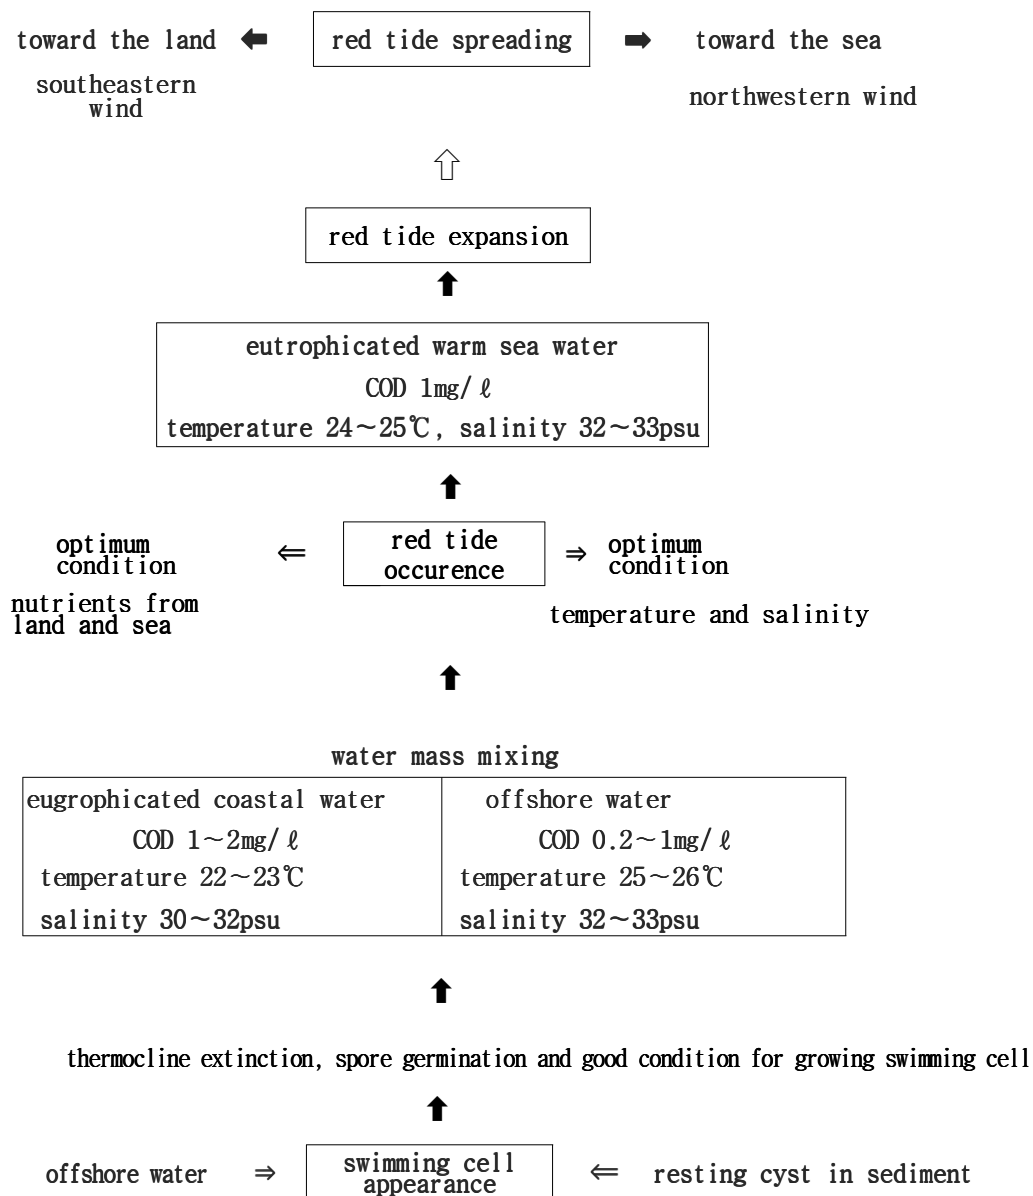 toward the land ⬅ red tide spreading ➡ toward the sea
southeastern
wind
northwestern wind
⇧
red tide expansion
⬆
eutrophicated warm sea water
COD 1mg/ℓ
temperature 24～25℃, salinity 32～33psu
⬆
optimum
condition
nutrients from
land and sea
⇐
red tide
occurence
⇒
optimum
condition
temperature and salinity
⬆
water mass mixing
eugrophicated coastal water
COD 1～2mg/ℓ
temperature 22～23℃
salinity 30～32psu
offshore water
COD 0.2～1mg/ℓ
temperature 25～26℃
salinity 32～33psu
⬆
thermocline extinction, spore germination and good condition for growing swimming cell
⬆
offshore water ⇒
swimming cell
appearance
⇐ resting cyst in sediment